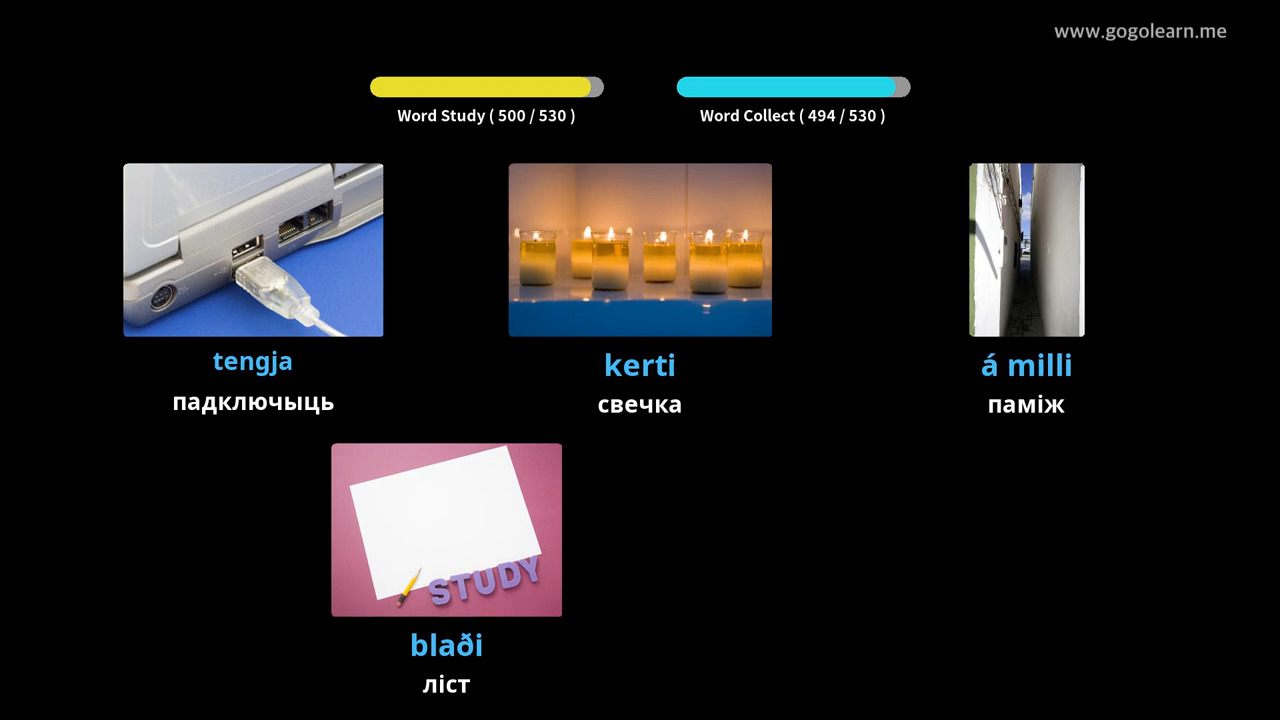 www.gogolearn.me
Word Study ( 500 / 530 )
Word Collect ( 494 / 530 )
tengja
падключыць
kerti
свечка
á milli
паміж
STUDY
blaði
ліст